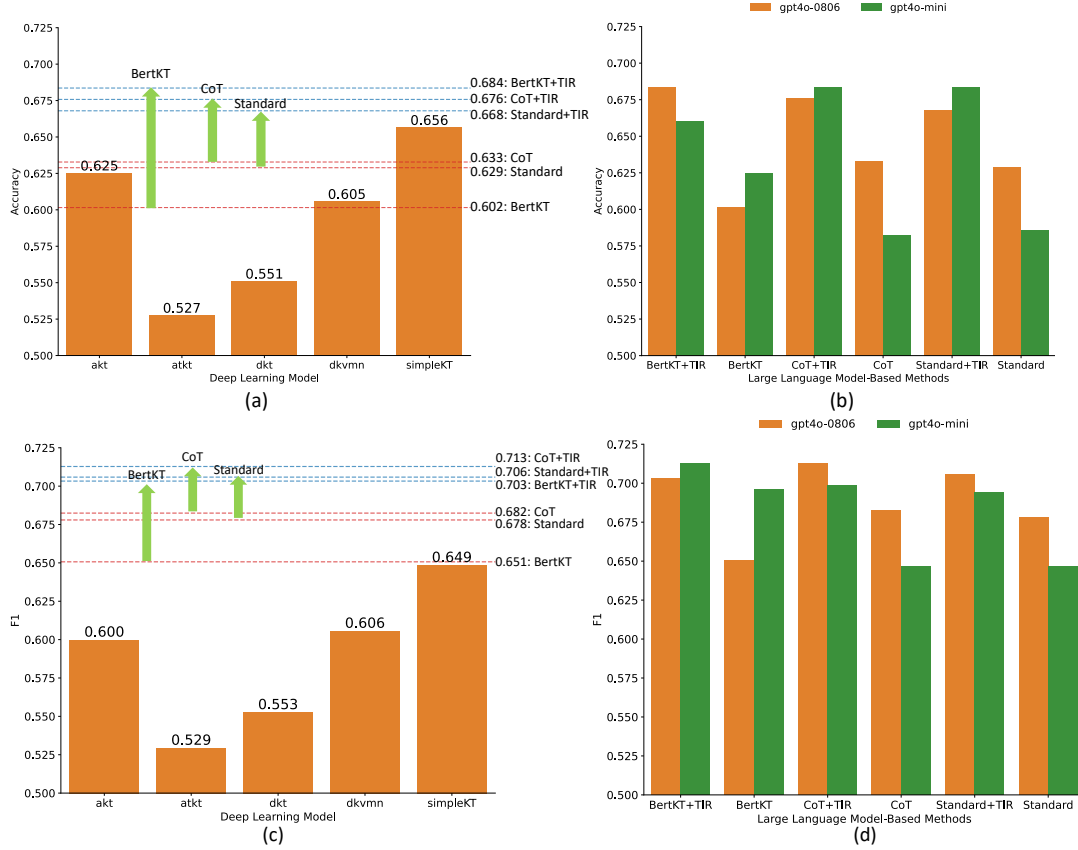 0.725
0.700
0.675
0.650
0.625
0.600
0.575
0.550
0.525
0.500
Accuracy
BertKT
CoT
Standard
0.684: BertKT+TIR
0.676: CoT+TIR
0.668: Standard+TIR
0.633: CoT
0.629: Standard
0.602: BertKT
0.625
0.527
0.551
0.605
0.656
akt
atkt
dkt
dkvmn
simpleKT
Deep Learning Model
(a)
gpt4o-0806
gpt4o-mini
0.725
0.700
0.675
0.650
0.625
0.600
0.575
0.550
0.525
0.500
Accuracy
BertKT+TIR
BertKT
CoT+TIR
CoT
Standard+TIR
Standard
Large Language Model-Based Methods
(b)
0.725
0.700
0.675
0.650
0.625
0.600
0.575
0.550
0.525
0.500
F1
BertKT
CoT
Standard
0.713: CoT+TIR
0.706: Standard+TIR
0.703: BertKT+TIR
0.682: CoT
0.678: Standard
0.651: BertKT
0.600
0.529
0.553
0.606
0.649
akt
atkt
dkt
dkvmn
simpleKT
Deep Learning Model
(c)
gpt4o-0806
gpt4o-mini
0.725
0.700
0.675
0.650
0.625
0.600
0.575
0.550
0.525
0.500
F1
BertKT+TIR
BertKT
CoT+TIR
CoT
Standard+TIR
Standard
Large Language Model-Based Methods
(d)